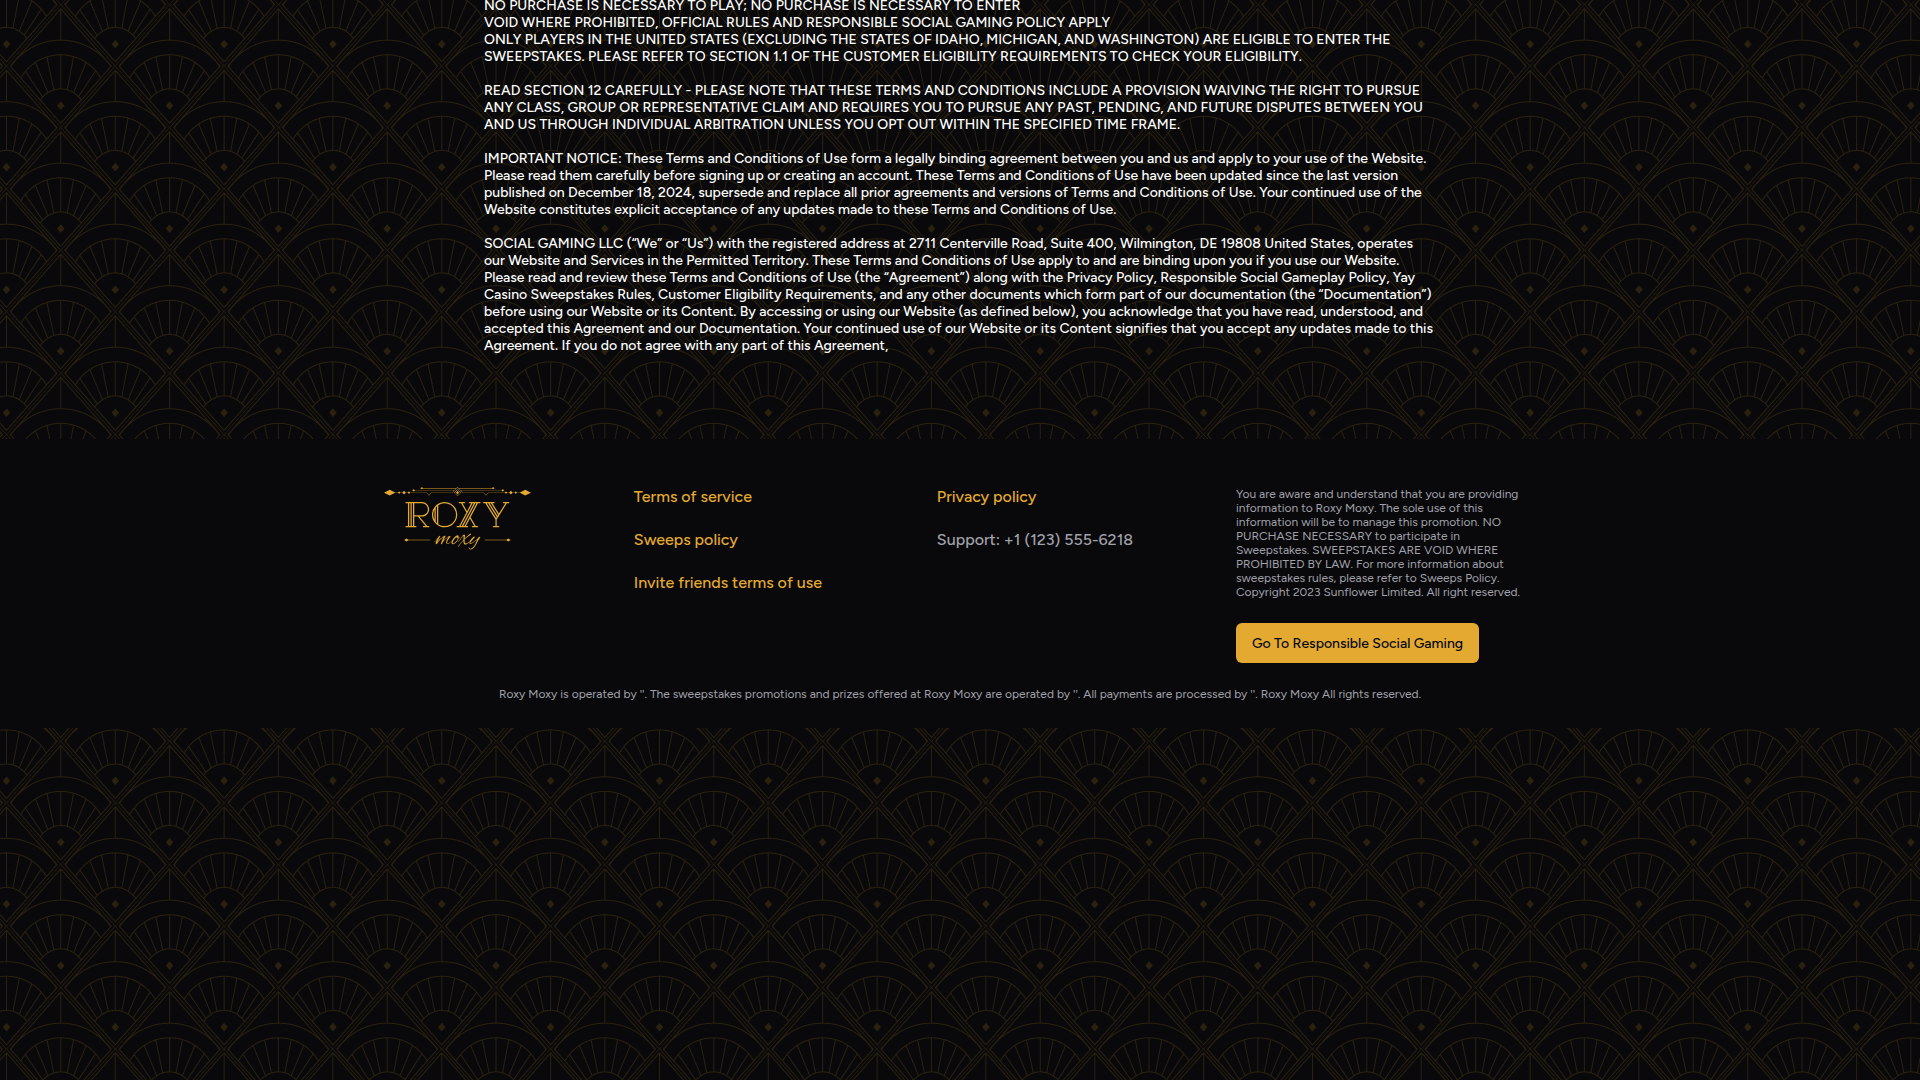 NO PURCHASE IS NECESSARY TO PLAY; NO PURCHASE IS NECESSARY TO ENTER
VOID WHERE PROHIBITED, OFFICIAL RULES AND RESPONSIBLE SOCIAL GAMING POLICY APPLY
ONLY PLAYERS IN THE UNITED STATES (EXCLUDING THE STATES OF IDAHO, MICHIGAN, AND WASHINGTON) ARE ELIGIBLE TO ENTER THE
SWEEPSTAKES. PLEASE REFER TO SECTION 1.1 OF THE CUSTOMER ELIGIBILITY REQUIREMENTS TO CHECK YOUR ELIGIBILITY.
READ SECTION 12 CAREFULLY - PLEASE NOTE THAT THESE TERMS AND CONDITIONS INCLUDE A PROVISION WAIVING THE RIGHT TO PURSUE
ANY CLASS, GROUP OR REPRESENTATIVE CLAIM AND REQUIRES YOU TO PURSUE ANY PAST, PENDING, AND FUTURE DISPUTES BETWEEN YOU
AND US THROUGH INDIVIDUAL ARBITRATION UNLESS YOU OPT OUT WITHIN THE SPECIFIED TIME FRAME.
IMPORTANT NOTICE: These Terms and Conditions of Use form a legally binding agreement between you and us and apply to your use of the Website.
Please read them carefully before signing up or creating an account. These Terms and Conditions of Use have been updated since the last version
published on December 18, 2024, supersede and replace all prior agreements and versions of Terms and Conditions of Use. Your continued use of the
Website constitutes explicit acceptance of any updates made to these Terms and Conditions of Use.
SOCIAL GAMING LLC (“We” or “Us”) with the registered address at 2711 Centerville Road, Suite 400, Wilmington, DE 19808 United States, operates
our Website and Services in the Permitted Territory. These Terms and Conditions of Use apply to and are binding upon you if you use our Website.
Please read and review these Terms and Conditions of Use (the “Agreement”) along with the Privacy Policy, Responsible Social Gameplay Policy, Yay
Casino Sweepstakes Rules, Customer Eligibility Requirements, and any other documents which form part of our documentation (the “Documentation”)
before using our Website or its Content. By accessing or using our Website (as defined below), you acknowledge that you have read, understood, and
accepted this Agreement and our Documentation. Your continued use of our Website or its Content signifies that you accept any updates made to this
Agreement. If you do not agree with any part of this Agreement,
ROXY
moxy
Terms of service
Sweeps policy
Invite friends terms of use
Privacy policy
Support: +1 (123) 555-6218
You are aware and understand that you are providing
information to Roxy Moxy. The sole use of this
information will be to manage this promotion. NO
PURCHASE NECESSARY to participate in
Sweepstakes. SWEEPSTAKES ARE VOID WHERE
PROHIBITED BY LAW. For more information about
sweepstakes rules, please refer to Sweeps Policy.
Copyright 2023 Sunflower Limited. All right reserved.
Go To Responsible Social Gaming
Roxy Moxy is operated by ''. The sweepstakes promotions and prizes offered at Roxy Moxy are operated by ''. All payments are processed by ''. Roxy Moxy All rights reserved.